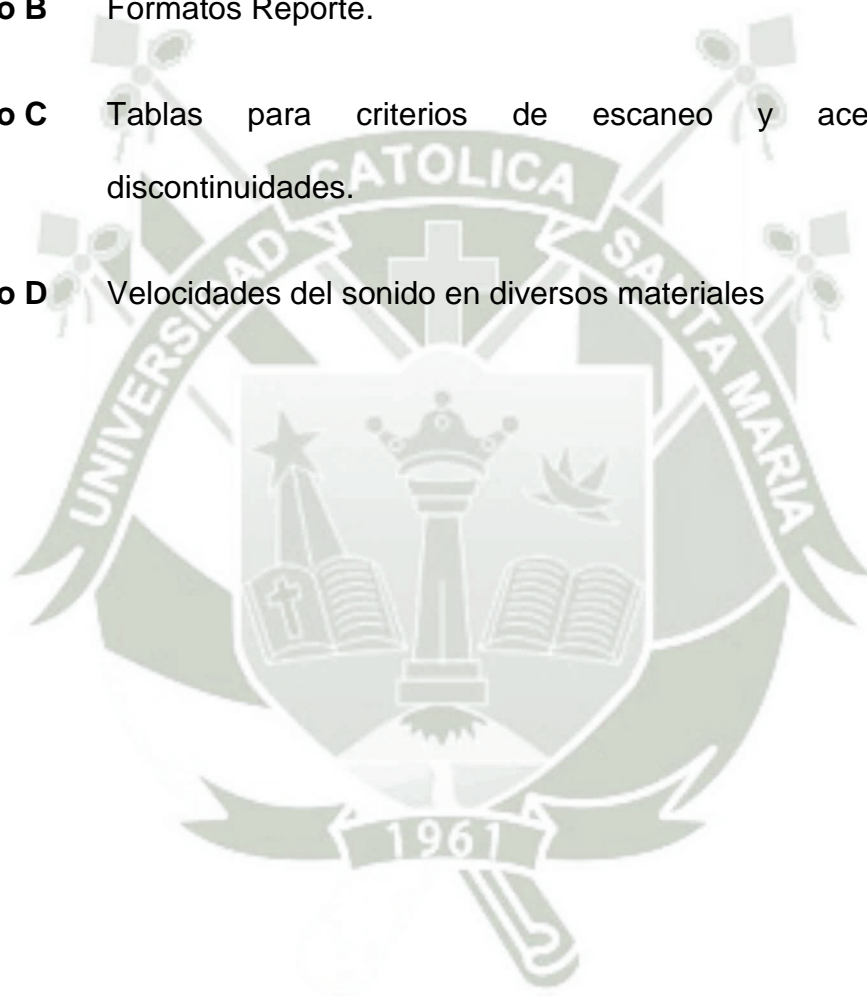 o B Formatos Reporte.
o C Tablas para criterios de escaneo y ace
discontinuidades.
o D Velocidades del sonido en diversos materiales
UNIVERSIDAD CATOLICA SANTA MARIA
1961